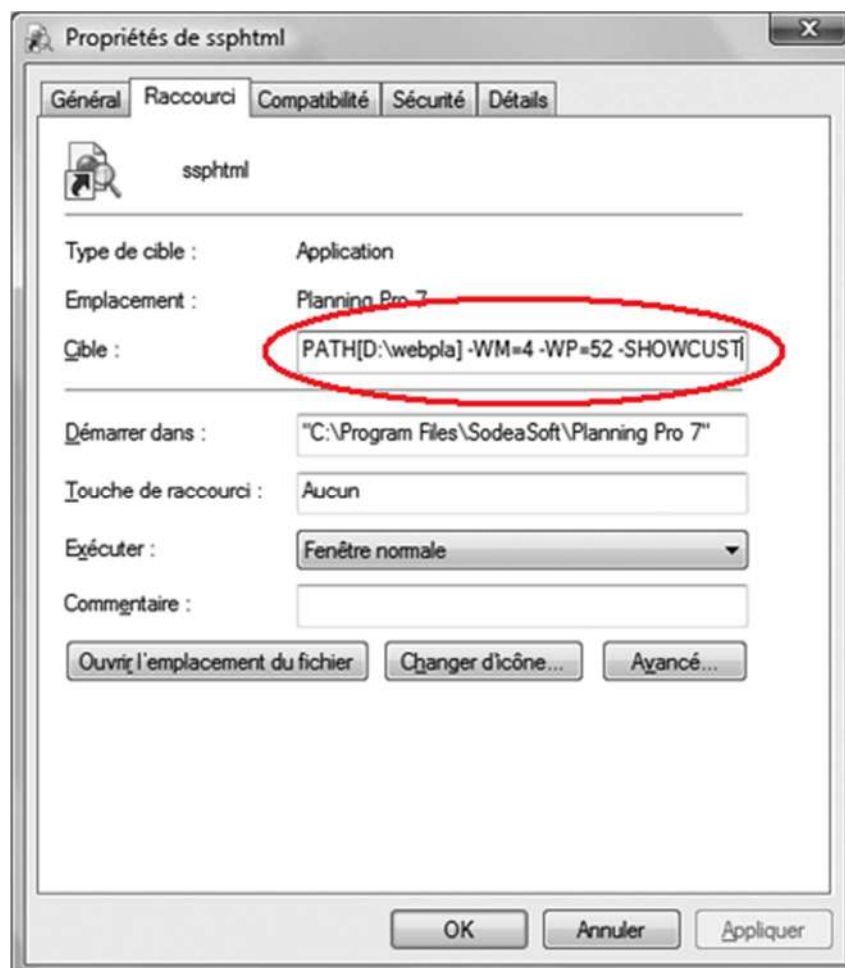 Propriétés de ssphtml
Général Raccourci Compatibilité Sécurité Détails
ssphtml
Type de cible : Application
Emplacement : Planning Pro 7
Cible : PATH[D:\webpla] -WM=4 -WP=52 -SHOWCUST
Démarrer dans : "C:\Program Files\SodeaSoft\Planning Pro 7"
Touche de raccourci : Aucun
Exécuter : Fenêtre normale
Commentaire :
Ouvrir l'emplacement du fichier Changer d'icône... Avancé...
OK Annuler Appliquer